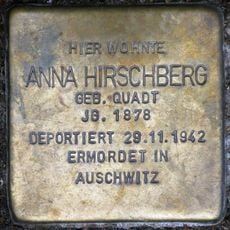 HIER WOHNTE
ANNA HIRSCHBERG
GEB. QUADT
JG. 1878
DEPORTIERT 29.11.1942
ERMORDET IN
AUSCHWITZ